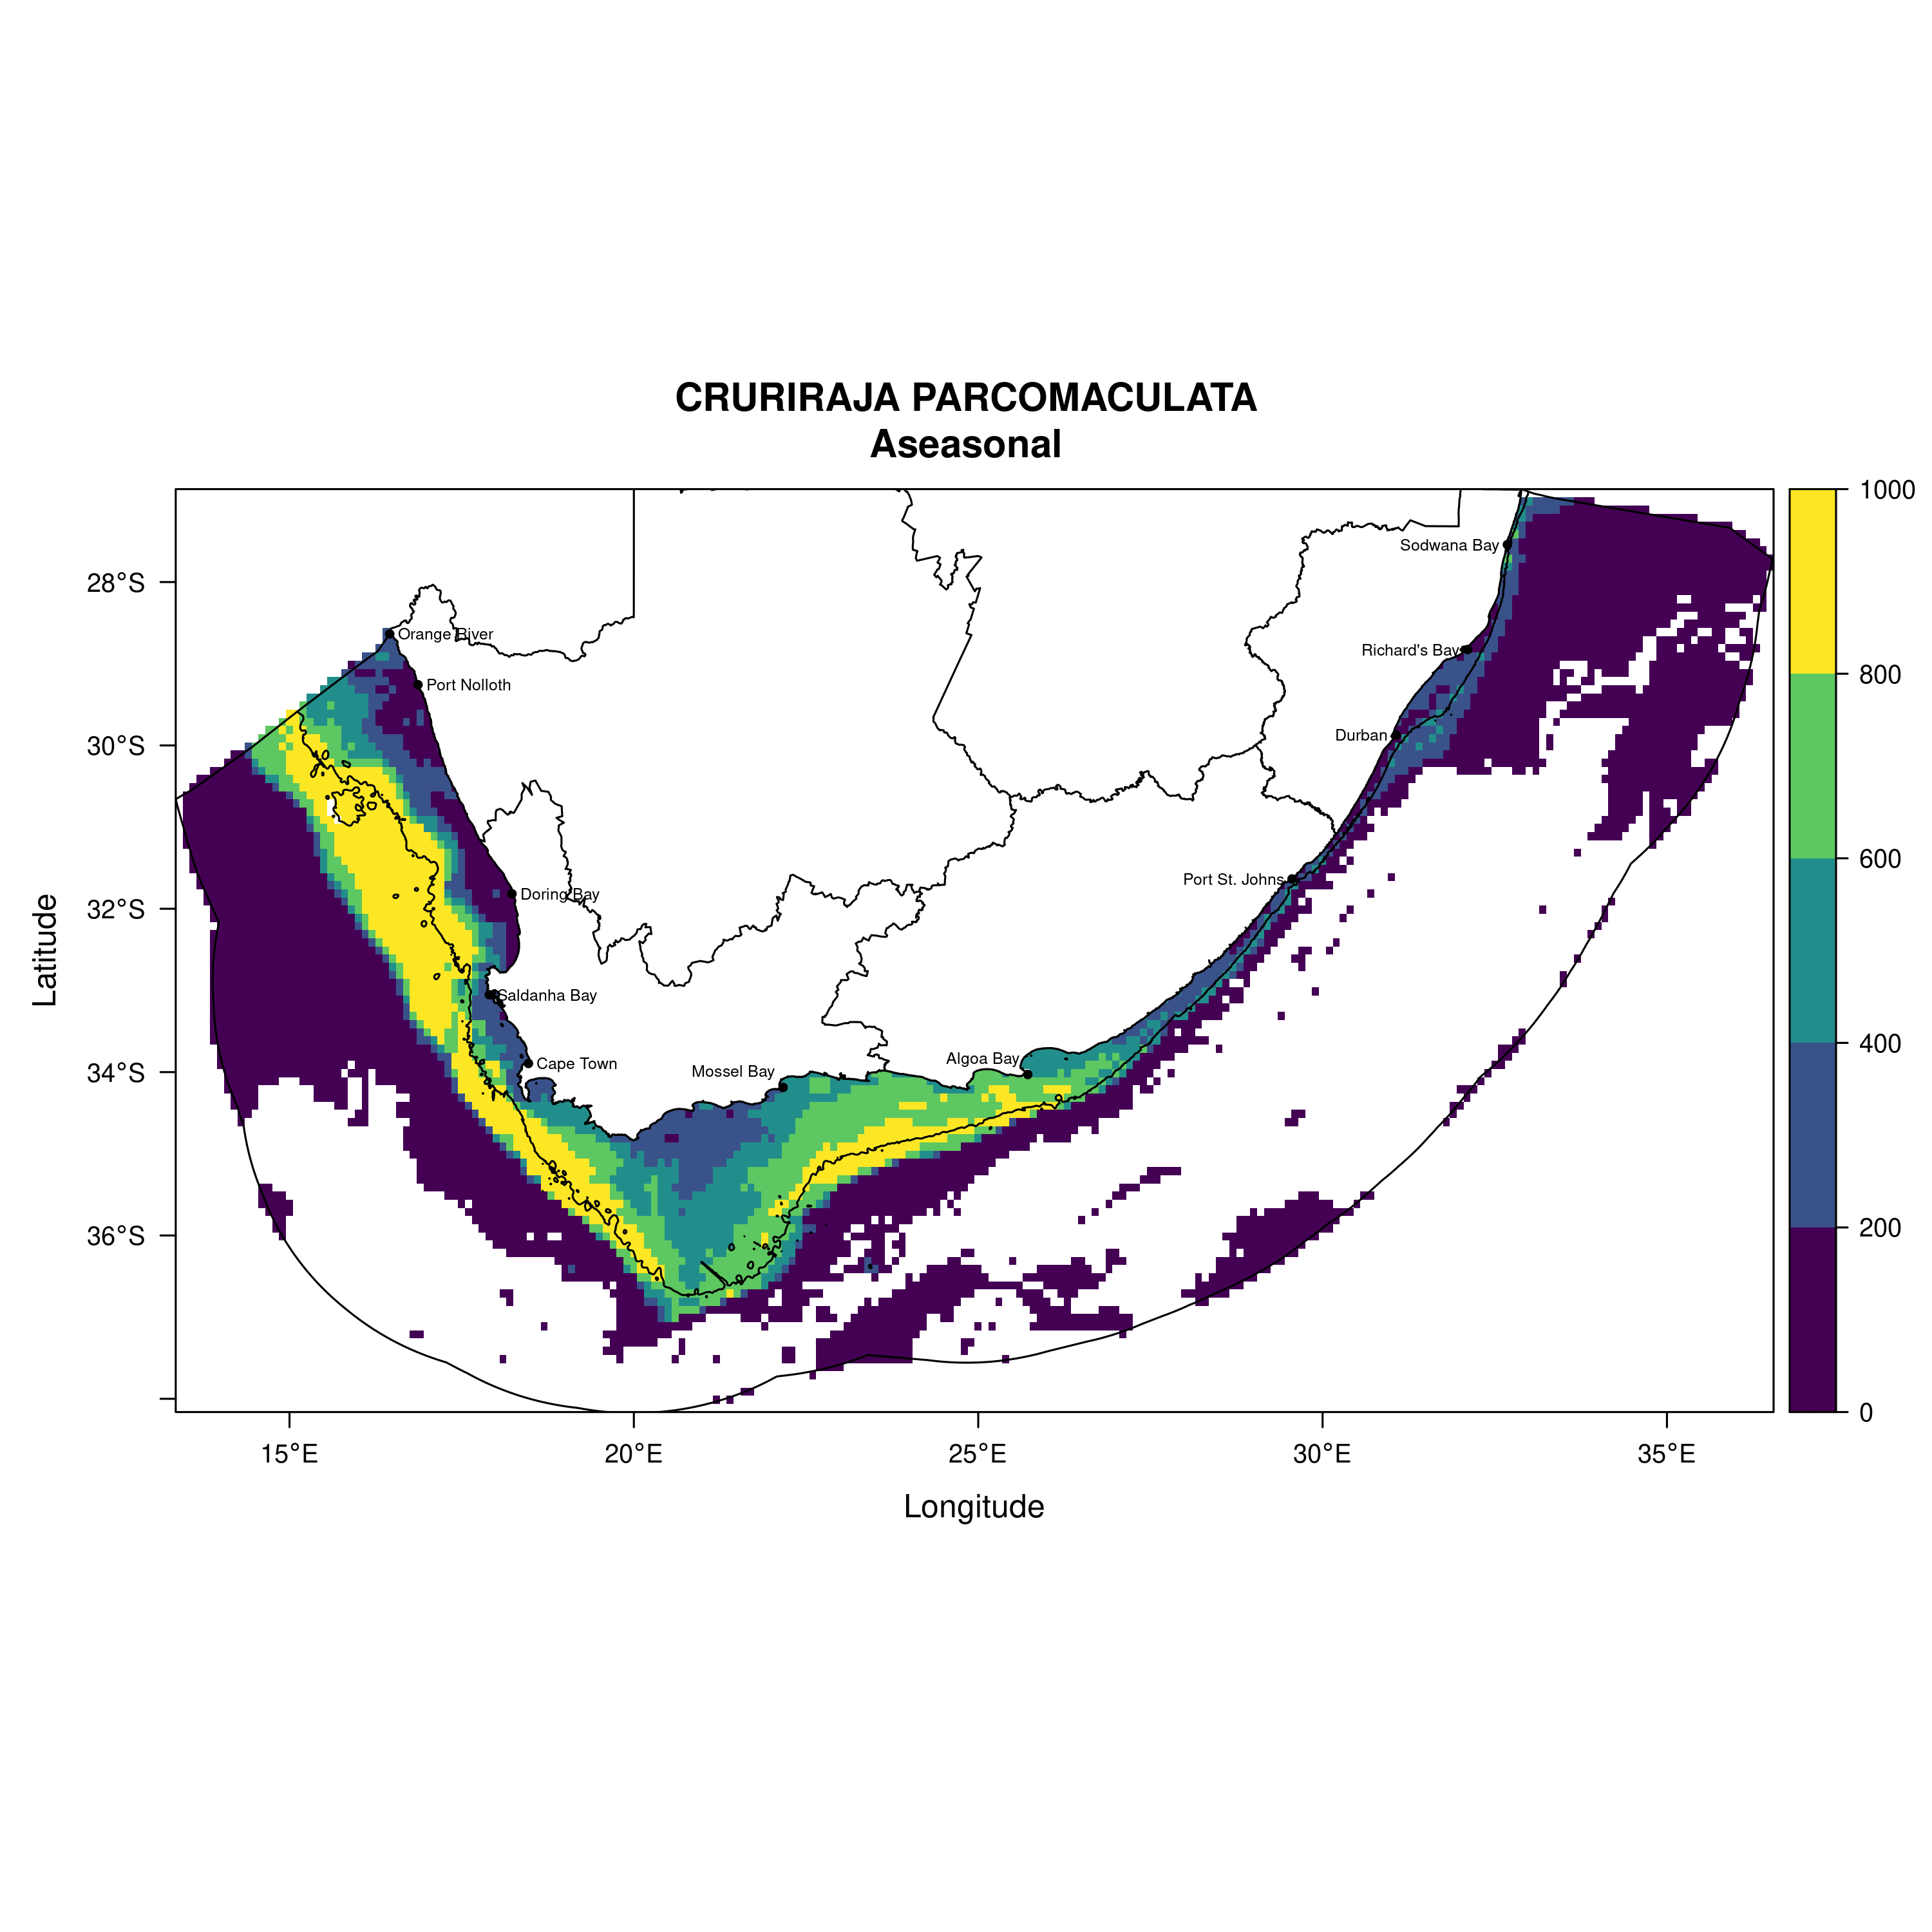 CRURIRAJA PARCOMACULATA
Aseasonal
Sodwana Bay
Orange River
Richard's Bay
Port Nolloth
Durban
Port St. Johns
Doring Bay
Saldanha Bay
Algoa Bay
Cape Town
Mossel Bay
28°S
30°S
32°S
34°S
36°S
Latitude
15°E
20°E
25°E
30°E
35°E
Longitude
1000
800
600
400
200
0